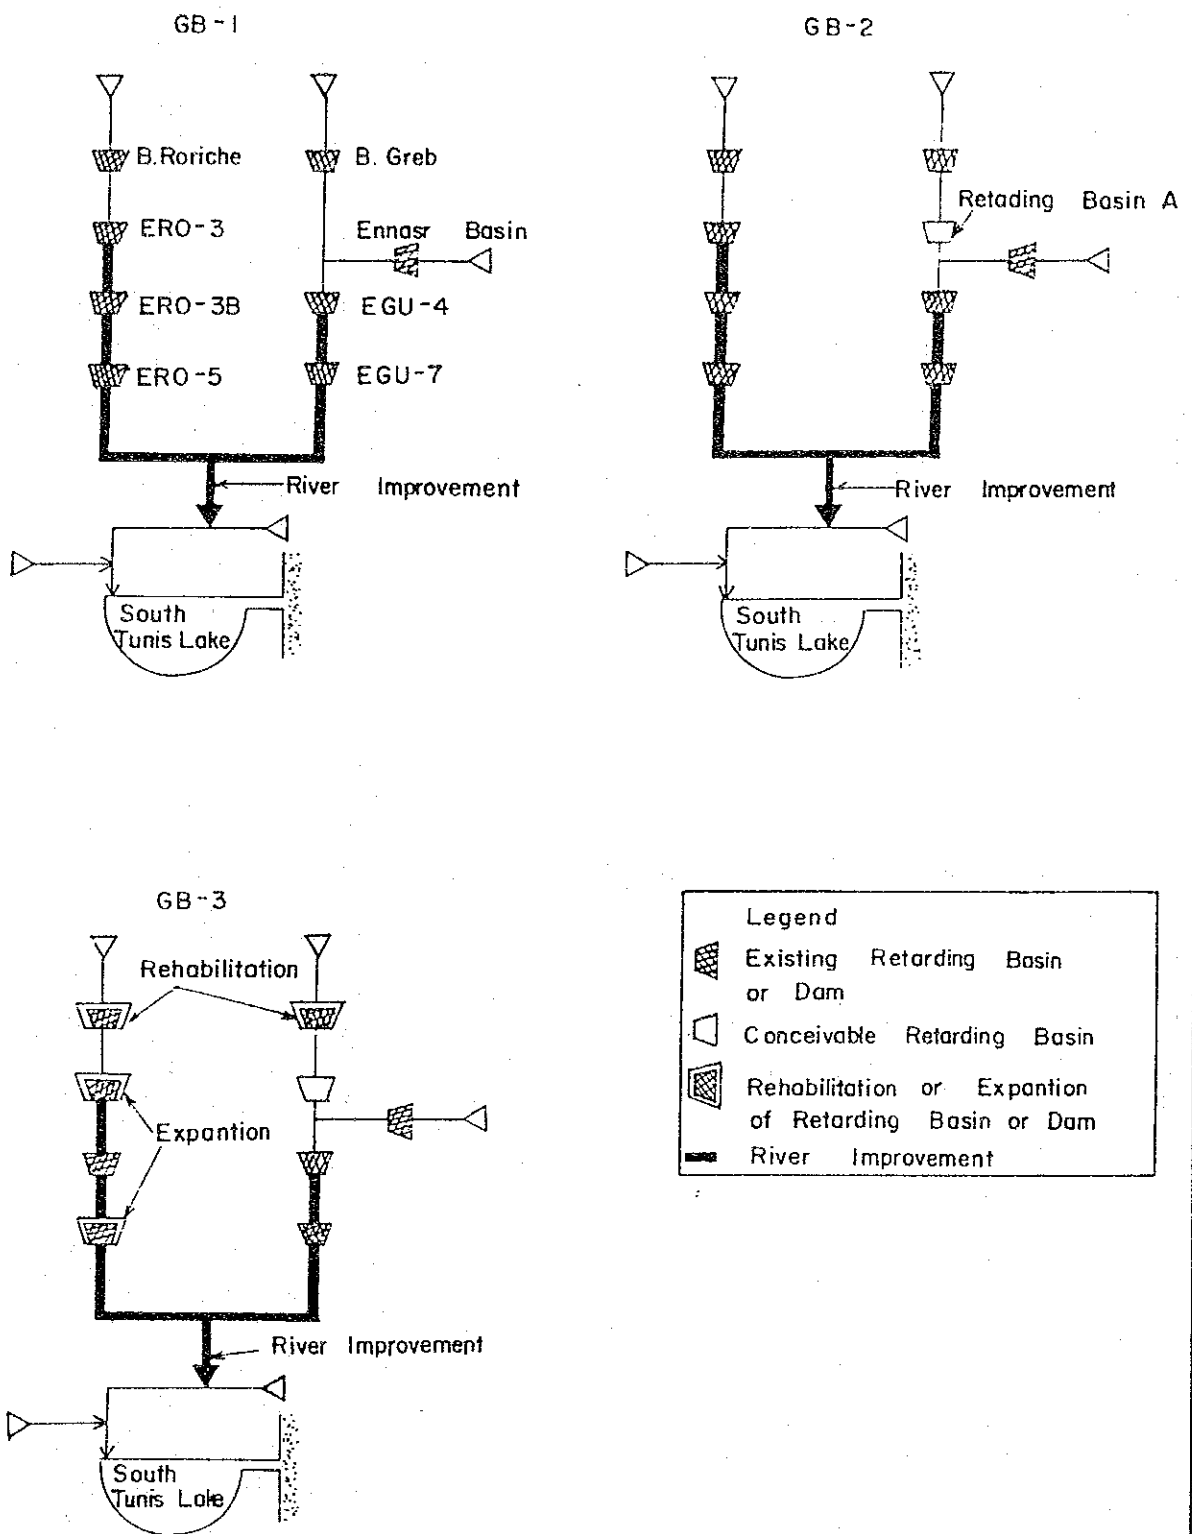 GB-1
B.Roriche
B. Greb
ERO-3
Ennasr Basin
ERO-3B
EGU-4
ERO-5
EGU-7
River Improvement
South
Tunis Lake
GB-2
Retading Basin A
River Improvement
South
Tunis Lake
GB-3
Rehabilitation
Expantion
River Improvement
South
Tunis Lake
Legend
Existing Retarding Basin
or Dam
Conceivable Retarding Basin
Rehabilitation or Expantion
of Retarding Basin or Dam
River Improvement